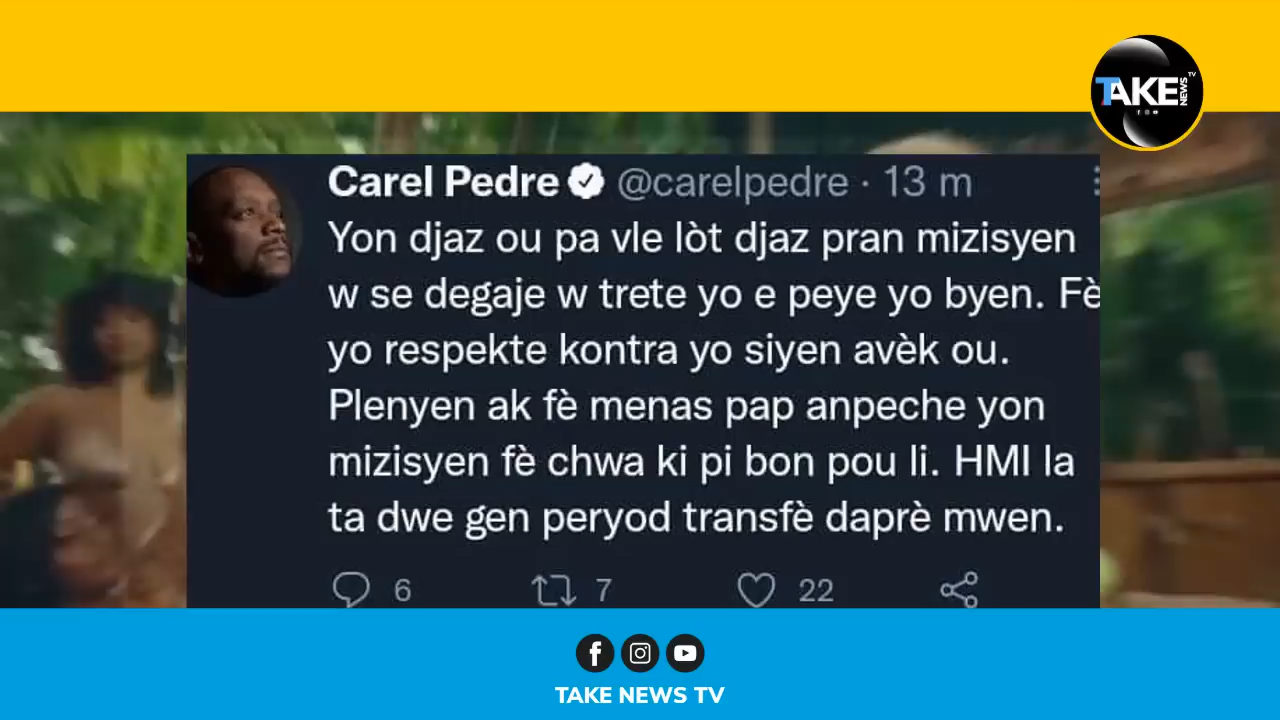 TAKE NEWS TV
Carel Pedre @carelpedre · 13 m
Yon djaz ou pa vle lòt djaz pran mizisyen
w se degaje w trete yo e peye yo byen. Fè
yo respekte kontra yo siyen avèk ou.
Plenyen ak fè menas pap anpeche yon
mizisyen fè chwa ki pi bon pou li. HMI la
ta dwe gen peryod transfè daprè mwen.
6 7 22
TAKE NEWS TV